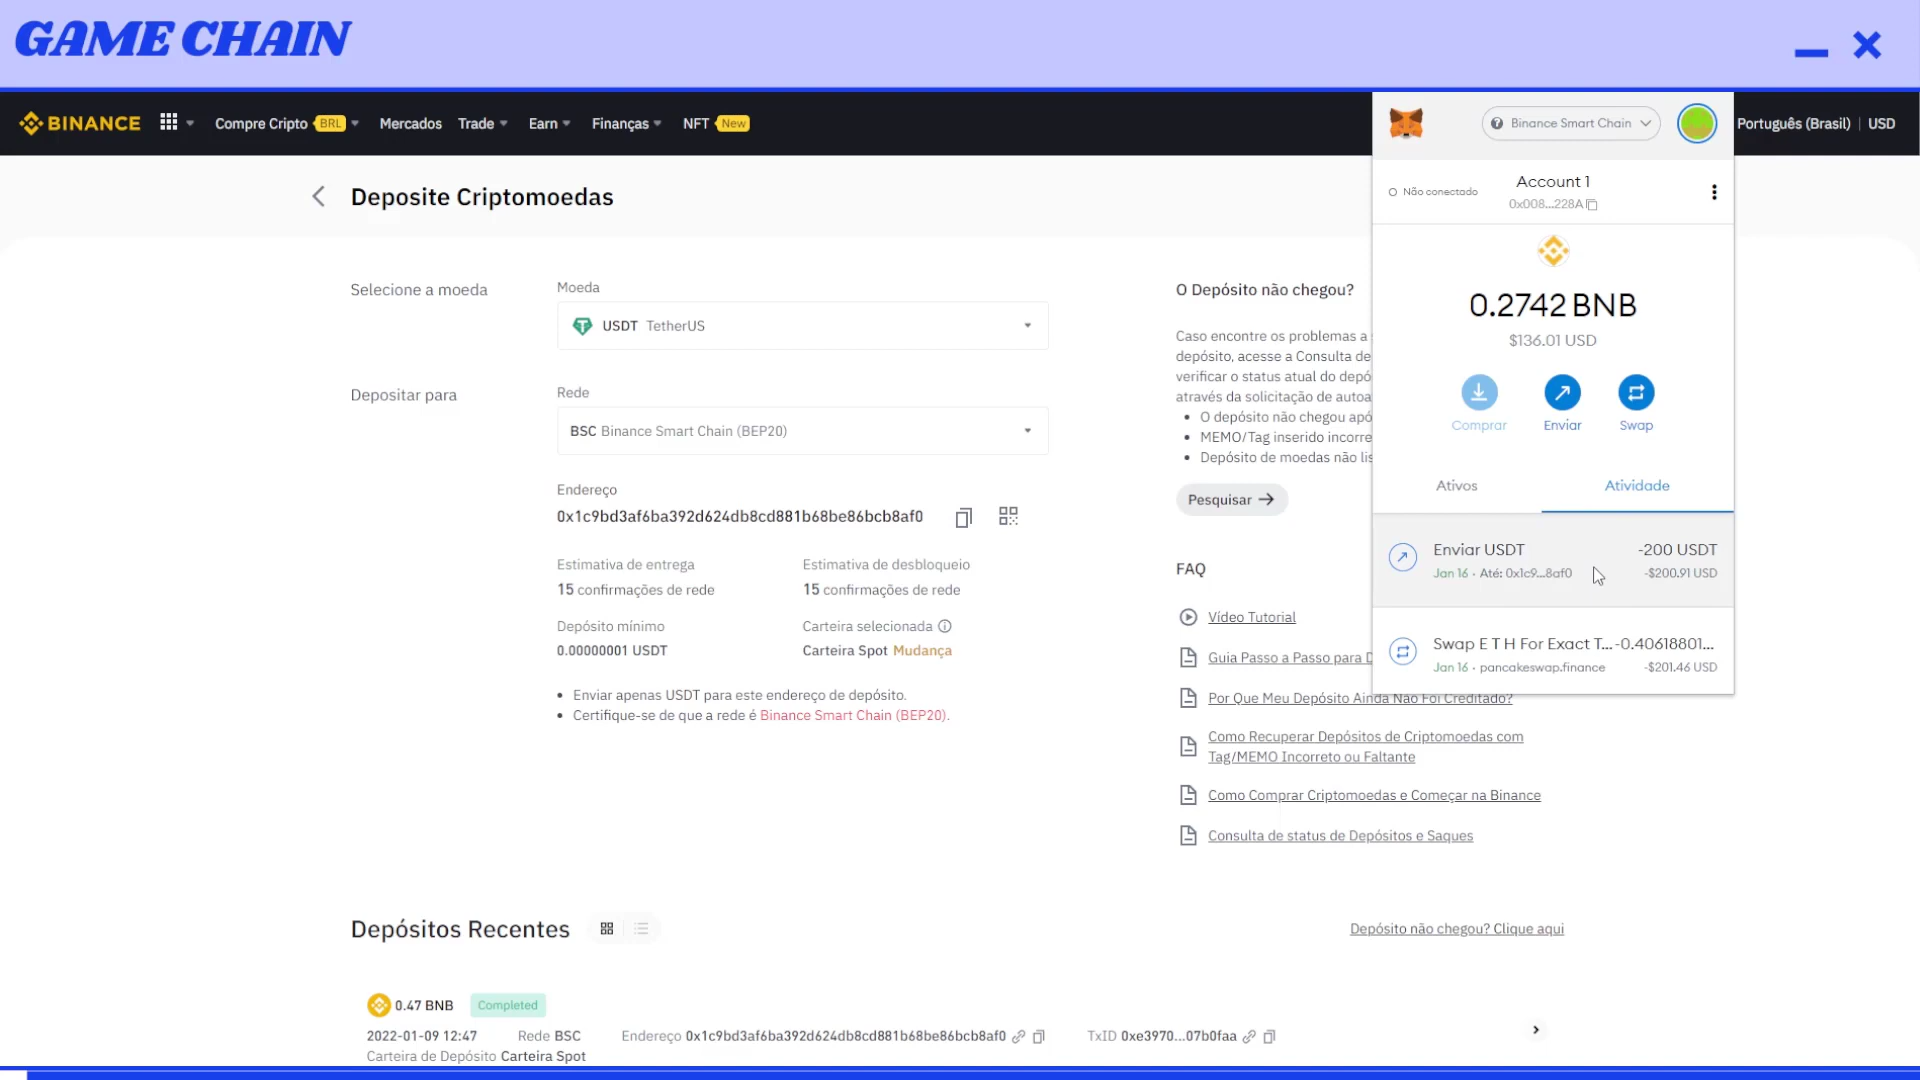 GAME CHAIN
BINANCE
Compre Cripto BRL
Mercados
Trade
Earn
Finanças
NFT New
Português (Brasil) | USD
Deposite Criptomoedas
Selecione a moeda
Moeda
USDT TetherUS
Depositar para
Rede
BSC Binance Smart Chain (BEP20)
Endereço
0x1c9bd3af6ba392d624db8cd881b68be86bcb8af0
Estimativa de entrega
15 confirmações de rede
Estimativa de desbloqueio
15 confirmações de rede
Depósito mínimo
0.00000001 USDT
Carteira selecionada
Carteira Spot Mudança
Enviar apenas USDT para este endereço de depósito.
Certifique-se de que a rede é Binance Smart Chain (BEP20).
O Depósito não chegou?
Caso encontre os problemas a
depósito, acesse a Consulta de
verificar o status atual do depó
através da solicitação de autoa
O depósito não chegou apó
MEMO/Tag inserido incorre
Depósito de moedas não lis
Pesquisar
FAQ
Vídeo Tutorial
Guia Passo a Passo para D
Por Que Meu Depósito Ainda Não Foi Creditado?
Como Recuperar Depósitos de Criptomoedas com
Tag/MEMO Incorreto ou Faltante
Como Comprar Criptomoedas e Começar na Binance
Consulta de status de Depósitos e Saques
Binance Smart Chain
Não conectado
Account 1
0x008...228A
0.2742 BNB
$136.01 USD
Comprar
Enviar
Swap
Ativos
Atividade
Enviar USDT
-200 USDT
Jan 16 · Até: 0x1c9...8af0
-$200.91 USD
Swap E T H For Exact T...
-0.40618801...
Jan 16 · pancakeswap.finance
-$201.46 USD
Depósitos Recentes
Depósito não chegou? Clique aqui
0.47 BNB
Completed
2022-01-09 12:47
Rede BSC
Endereço 0x1c9bd3af6ba392d624db8cd881b68be86bcb8af0
TxID 0xe3970...07b0faa
Carteira de Depósito Carteira Spot